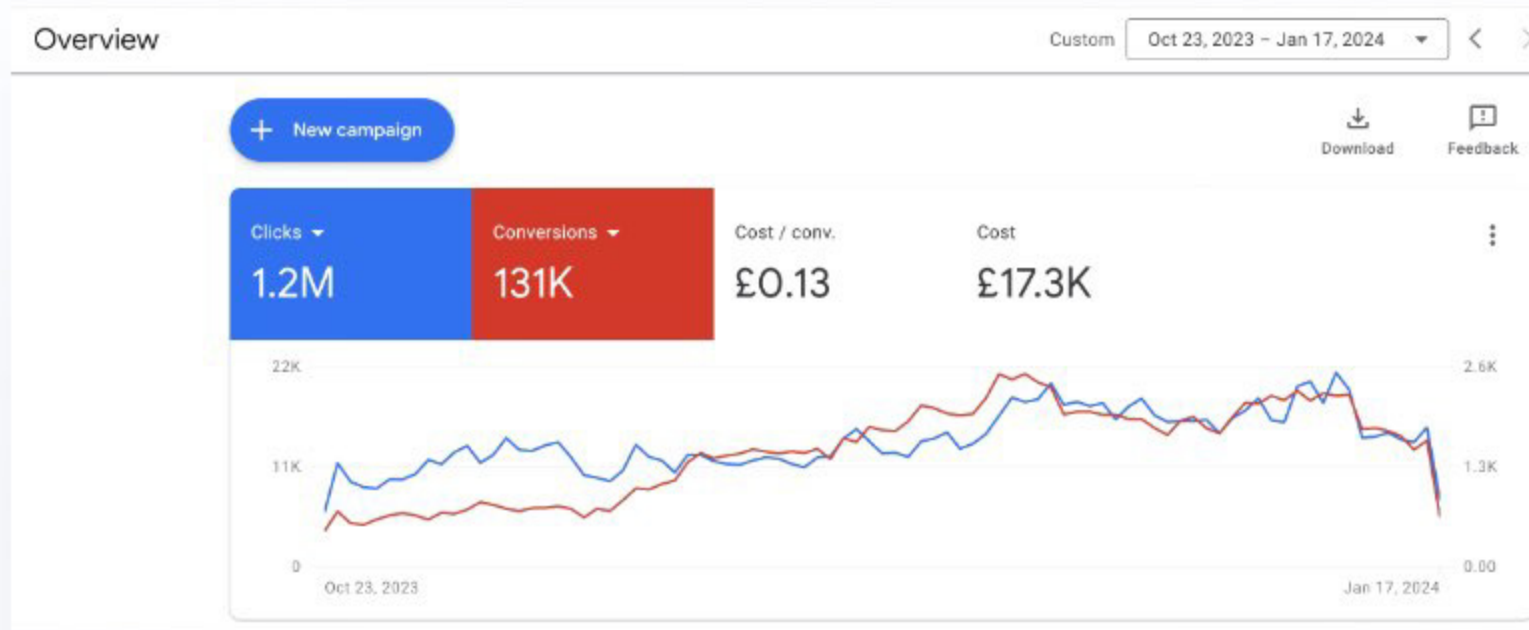 Overview
Custom Oct 23, 2023 – Jan 17, 2024
New campaign
Download Feedback
Clicks Conversions Cost / conv. Cost
1.2M 131K £0.13 £17.3K
22K 2.6K
11K 1.3K
0 0.00
Oct 23, 2023 Jan 17, 2024